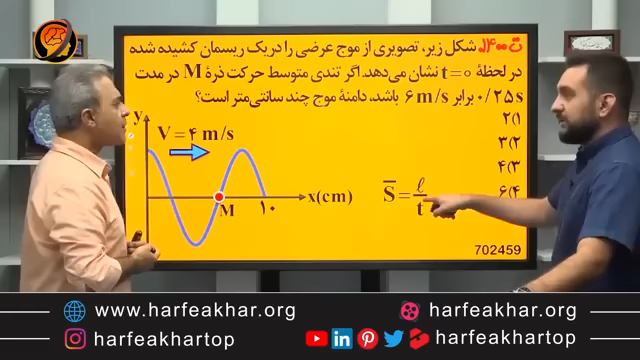 ت۱۴۰۰. شکل زیر، تصویری از موج عرضی را در یک ریسمان کشیده شده
در لحظهٔ t=۰ نشان می‌دهد. اگر تندی متوسط حرکت ذرهٔ M در مدت
۰/۲۵s برابر ۶ m/s باشد، دامنهٔ موج چند سانتی‌متر است؟
۲(۱
۳(۲
۴(۳
۶(۴
y
V = ۴ m/s
M
۱۰
x(cm)
S̅ = ℓ/t
702459
www.harfeakhar.org
harfeakhar.org
harfeakhartop
harfeakhartop